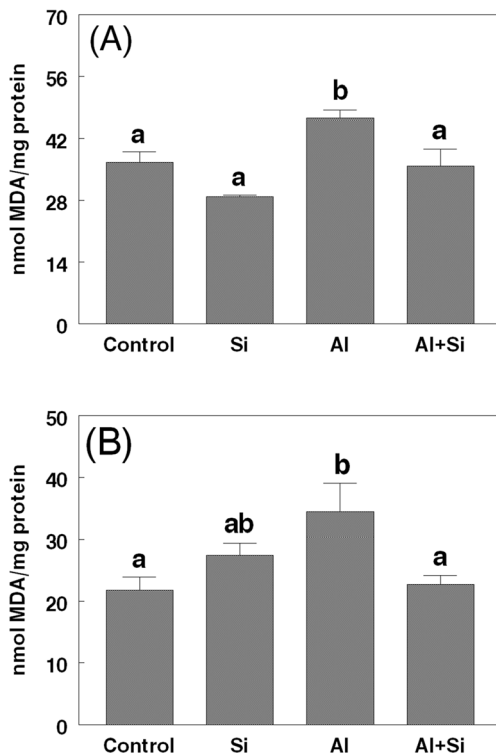 (A)
nmol MDA/mg protein
70
56
42
28
14
0
a
a
b
a
Control Si Al Al+Si
(B)
nmol MDA/mg protein
50
40
30
20
10
0
a
ab
b
a
Control Si Al Al+Si